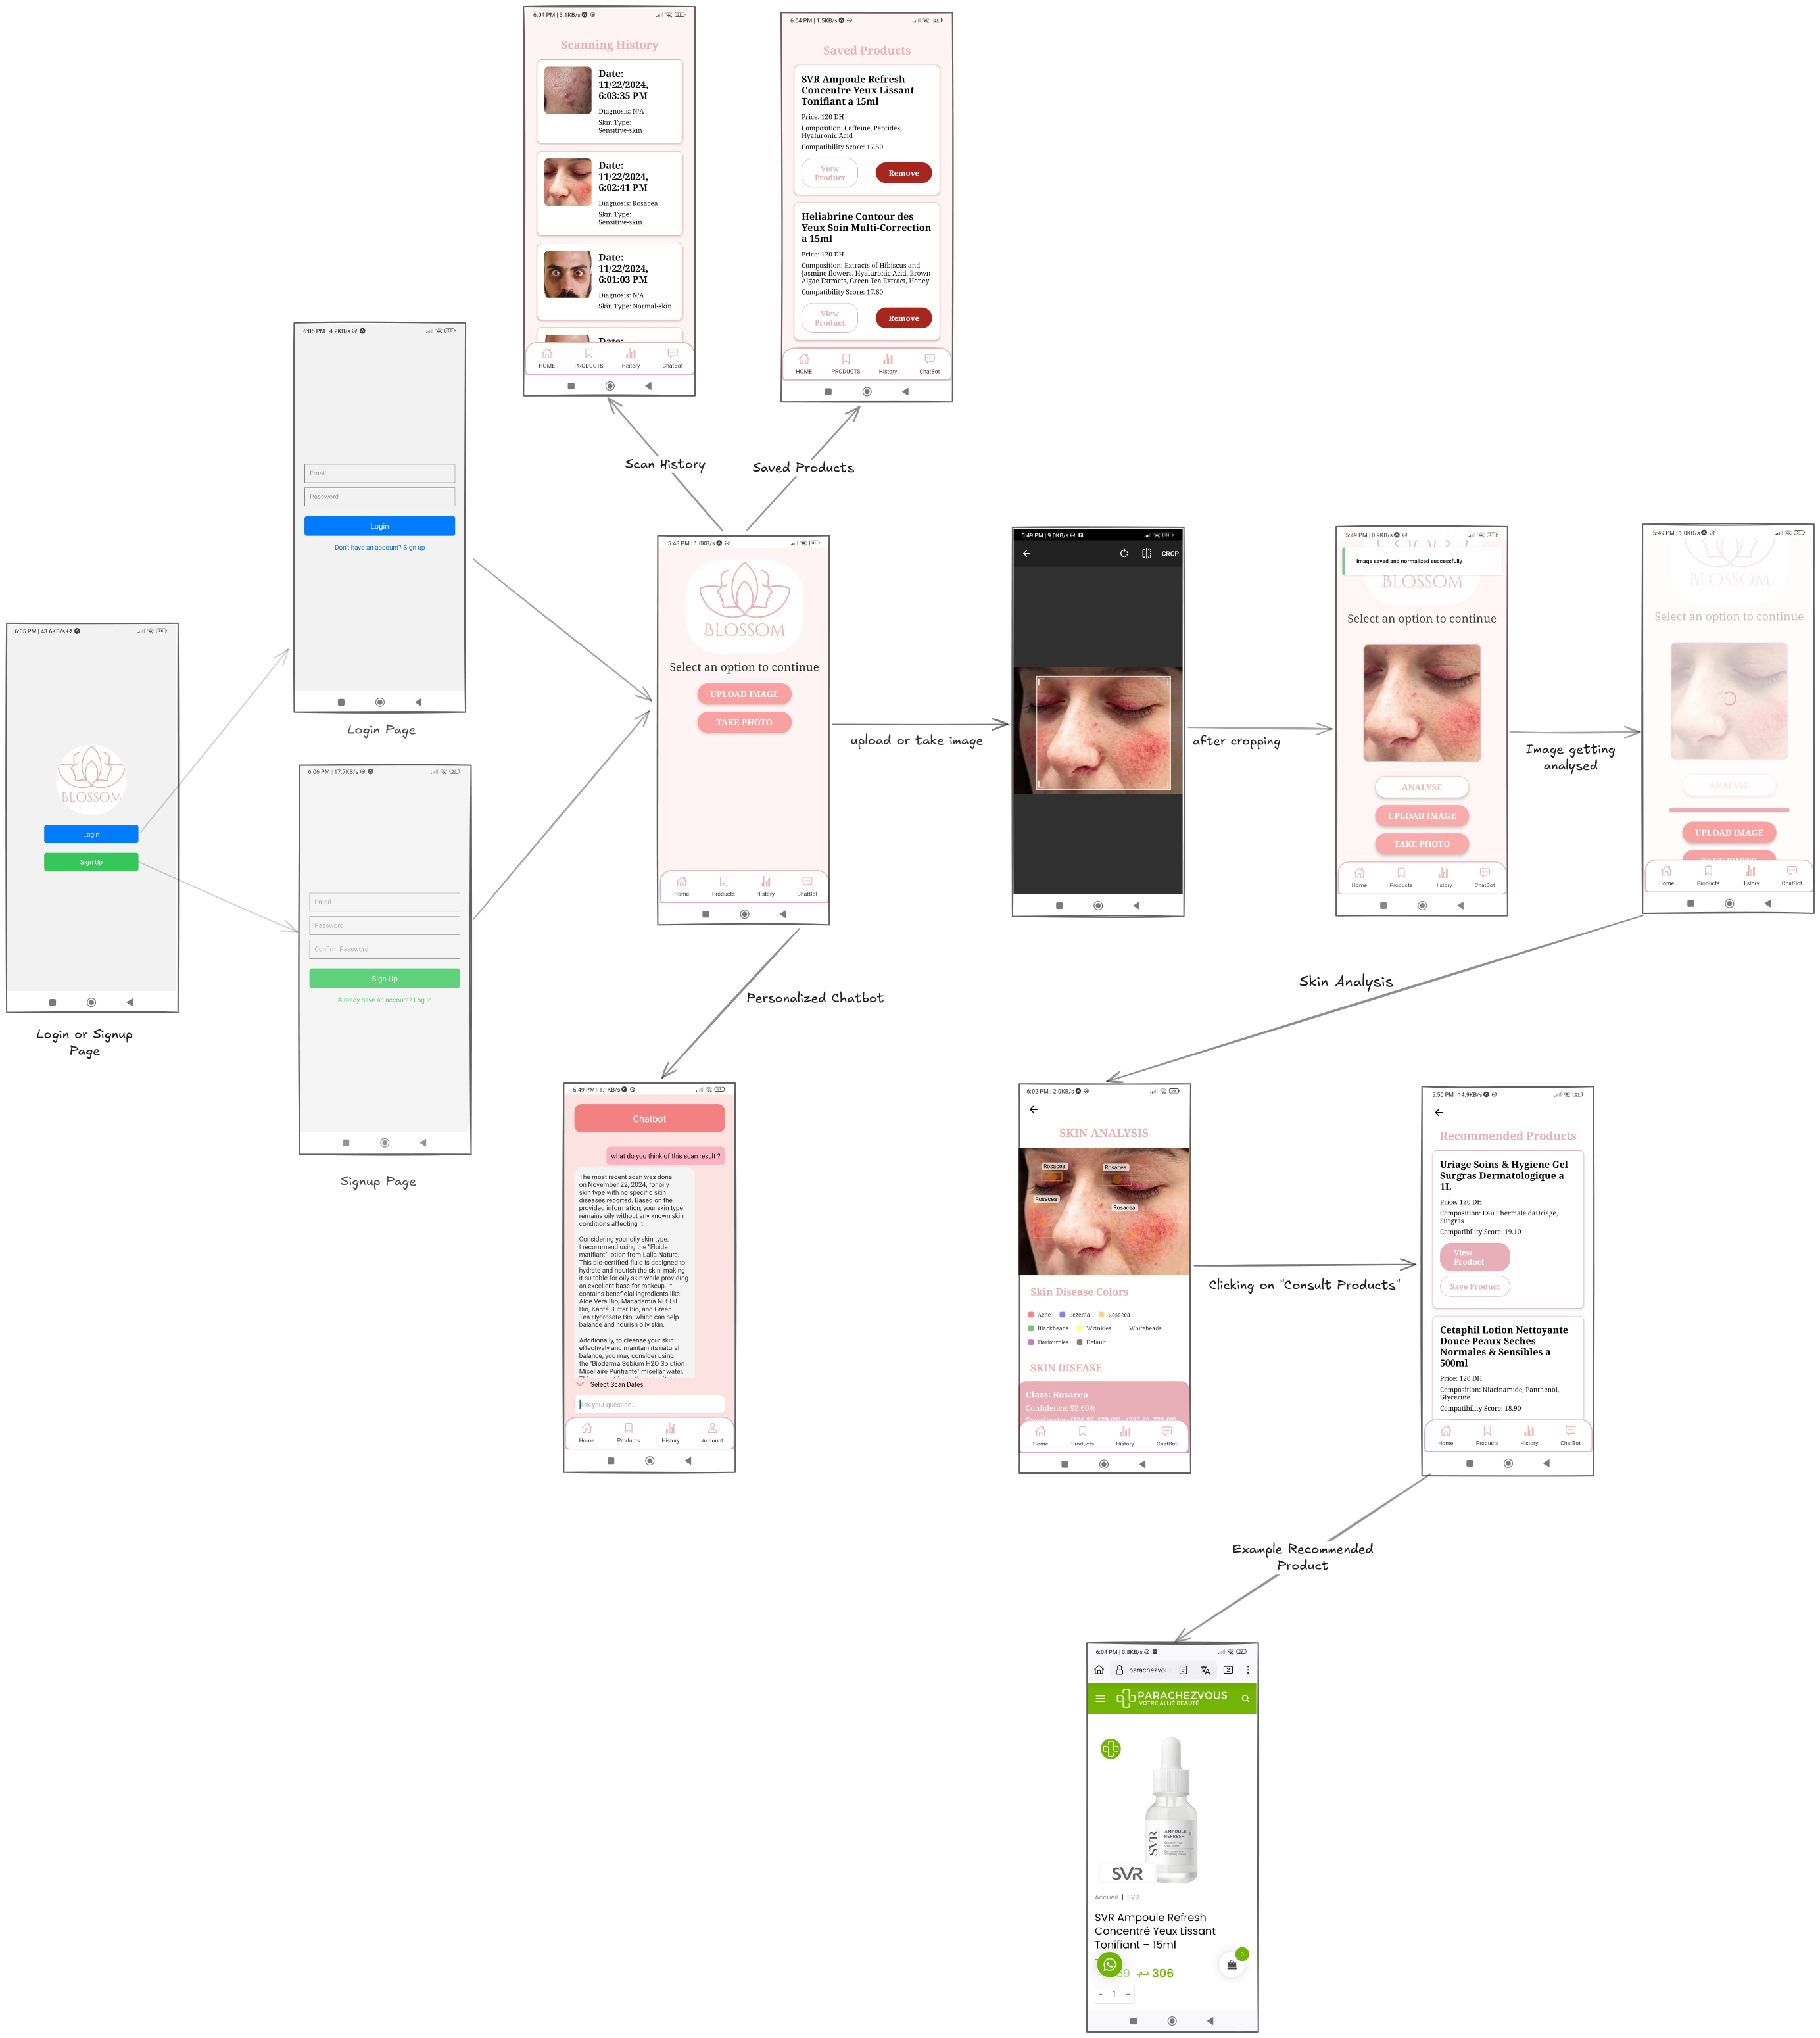 6:05 PM | 43.6KB/s
BLOSSOM
Login
Sign Up
Login or Signup
Page
6:05 PM | 4.2KB/s
Email
Password
Login
Don't have an account? Sign up
Login Page
6:06 PM | 17.7KB/s
Email
Password
Confirm Password
Sign Up
Already have an account? Log in
Signup Page
6:04 PM | 3.1KB/s
Scanning History
Date:
11/22/2024,
6:03:35 PM
Diagnosis: N/A
Skin Type:
Sensitive-skin
Date:
11/22/2024,
6:02:41 PM
Diagnosis: Rosacea
Skin Type:
Sensitive-skin
Date:
11/22/2024,
6:01:03 PM
Diagnosis: N/A
Skin Type: Normal-skin
Date:
HOME
PRODUCTS
History
ChatBot
Scan History
6:04 PM | 1.5KB/s
Saved Products
SVR Ampoule Refresh
Concentre Yeux Lissant
Tonifiant a 15ml
Price: 120 DH
Composition: Caffeine, Peptides,
Hyaluronic Acid
Compatibility Score: 17.50
View
Product
Remove
Heliabrine Contour des
Yeux Soin Multi-Correction
a 15ml
Price: 120 DH
Composition: Extracts of Hibiscus and
Jasmine flowers, Hyaluronic Acid, Brown
Algae Extracts, Green Tea Extract, Honey
Compatibility Score: 17.60
View
Product
Remove
HOME
PRODUCTS
History
ChatBot
Saved Products
5:48 PM | 1.0KB/s
BLOSSOM
Select an option to continue
UPLOAD IMAGE
TAKE PHOTO
Home
Products
History
ChatBot
upload or take image
5:49 PM | 9.0KB/s
CROP
after cropping
5:49 PM | 0.9KB/s
Image saved and normalized successfully
BLOSSOM
Select an option to continue
ANALYSE
UPLOAD IMAGE
TAKE PHOTO
Home
Products
History
ChatBot
Image getting
analysed
5:49 PM | 1.0KB/s
BLOSSOM
Select an option to continue
ANALYSE
UPLOAD IMAGE
TAKE PHOTO
Home
Products
History
ChatBot
Skin Analysis
Personalized Chatbot
5:49 PM | 1.1KB/s
Chatbot
what do you think of this scan result ?
The most recent scan was done
on November 22, 2024, for oily
skin type with no specific skin
diseases reported. Based on the
provided information, your skin type
remains oily without any known skin
conditions affecting it.
Considering your oily skin type,
I recommend using the "Fluide
matifiant" lotion from Lalla Nature.
This bio-certified fluid is designed to
hydrate and nourish the skin, making
it suitable for oily skin while providing
an excellent base for makeup. It
contains beneficial ingredients like
Aloe Vera Bio, Macadamia Nut Oil
Bio, Karité Butter Bio, and Green
Tea Hydrosate Bio, which can help
balance and nourish oily skin.
Additionally, to cleanse your skin
effectively and maintain its natural
balance, you may consider using
the "Bioderma Sebium H2O Solution
Micellaire Purifiante" micellar water.
Select Scan Dates
Ask your question...
Home
Products
History
Account
6:02 PM | 2.0KB/s
SKIN ANALYSIS
Rosacea
Rosacea
Rosacea
Rosacea
Skin Disease Colors
Acne
Eczema
Rosacea
Blackheads
Wrinkles
Whiteheads
Darkcircles
Default
SKIN DISEASE
Class: Rosacea
Confidence: 92.60%
Home
Products
History
ChatBot
Clicking on "Consult Products"
5:50 PM | 14.9KB/s
Recommended Products
Uriage Soins & Hygiene Gel
Surgras Dermatologique a
1L
Price: 120 DH
Composition: Eau Thermale daUriage,
Surgras
Compatibility Score: 19.10
View
Product
Save Product
Cetaphil Lotion Nettoyante
Douce Peaux Seches
Normales & Sensibles a
500ml
Price: 120 DH
Composition: Niacinamide, Panthenol,
Glycerine
Compatibility Score: 18.90
Home
Products
History
ChatBot
Example Recommended
Product
6:04 PM | 0.8KB/s
parachezvou
2
PARACHEZVOUS
VOTRE ALLIÉ BEAUTÉ
SVR
AMPOULE
REFRESH
SVR
Accueil | SVR
SVR Ampoule Refresh
Concentré Yeux Lissant
Tonifiant – 15ml
0
د.م. 306
- 1 +